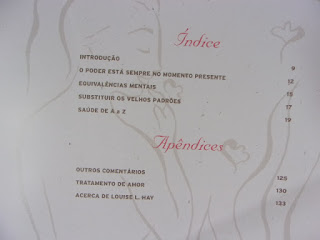 Índice
INTRODUÇÃO 9
O PODER ESTÁ SEMPRE NO MOMENTO PRESENTE 12
EQUIVALÊNCIAS MENTAIS 15
SUBSTITUIR OS VELHOS PADRÕES 17
SAÚDE DE A a Z 19
Apêndices
OUTROS COMENTÁRIOS 125
TRATAMENTO DE AMOR 130
ACERCA DE LOUISE L. HAY 133